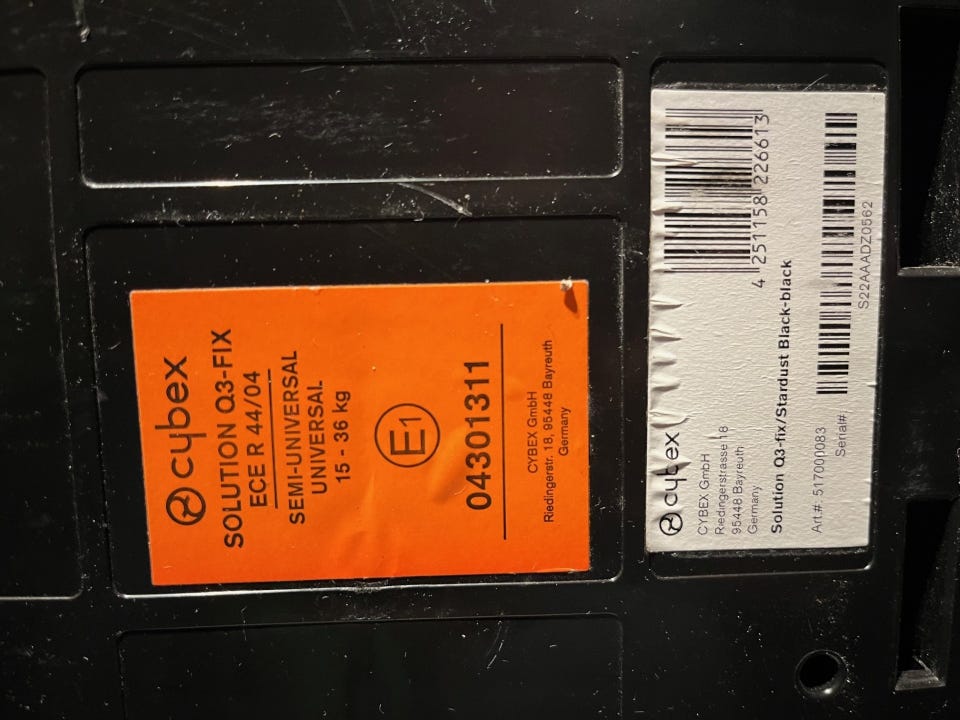 cybex
SOLUTION Q3-FIX
ECE R 44/04
SEMI-UNIVERSAL
UNIVERSAL
15 - 36 kg
E1
04301311
CYBEX GmbH
Riedingerstr. 18, 95448 Bayreuth
Germany
cybex
CYBEX GmbH
Riedingerstrasse 18
95448 Bayreuth
Germany
4 251158 226613
Solution Q3-fix/Stardust Black-black
Art.#: 517000083
Serial#:
S22AAADZ0562